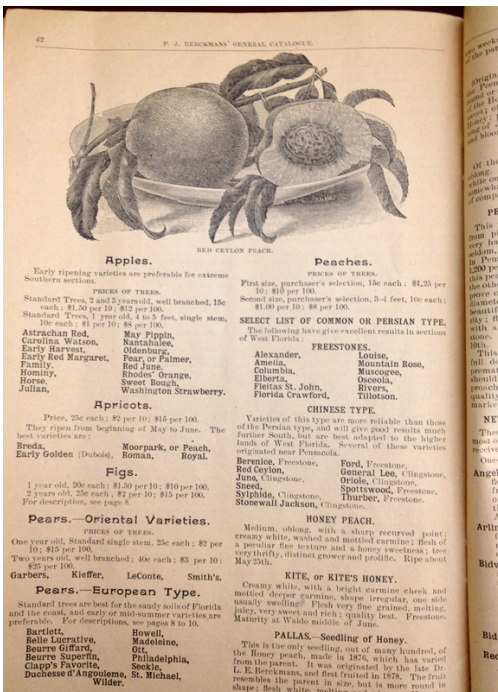 42
P. J. BERCKMANS' GENERAL CATALOGUE.
RED CEYLON PEACH.
Apples.
Early ripening varieties are preferable for extreme
Southern sections.
PRICES OF TREES.
Standard Trees, 2 and 3 years old, well branched, 15c
each; $1.50 per 10; $12 per 100.
Standard Trees, 1 year old, 4 to 5 feet, single stem,
10c each; $1 per 10; $8 per 100.
Astrachan Red, May Pippin,
Carolina Watson, Nantahalee,
Early Harvest, Oldenburg,
Early Red Margaret, Pear, or Palmer,
Family, Red June,
Hominy, Rhodes' Orange,
Horse, Sweet Bough,
Julian, Washington Strawberry.
Apricots.
Price, 25c each; $2 per 10; $15 per 100.
They ripen from beginning of May to June. The
best varieties are:
Breda, Moorpark, or Peach,
Early Golden (Dubois), Roman, Royal.
Figs.
1 year old, 20c each; $1.50 per 10; $10 per 100.
2 years old, 25c each; $2 per 10; $15 per 100.
For description, see page 8.
Pears.—Oriental Varieties.
PRICES OF TREES.
One year old, Standard single stem, 25c each; $2 per
10; $15 per 100.
Two years old, well branched; 40c each; $3 per 10;
$25 per 100.
Garbers, Kieffer, LeConte, Smith's.
Pears.—European Type.
Standard trees are best for the sandy soils of Florida
and the coast, and early or mid-summer varieties are
preferable. For descriptions, see pages 8 to 10.
Bartlett, Howell,
Belle Lucrative, Madeleine,
Beurre Giffard, Ott,
Beurre Superfin, Philadelphia,
Clapp's Favorite, Seckle,
Duchesse d'Angouleme, St. Michael,
Wilder.
Peaches.
PRICES OF TREES.
First size, purchaser's selection, 15c each; $1.25 per
10; $10 per 100.
Second size, purchaser's selection, 3-4 feet, 10c each;
$1.00 per 10; $8 per 100.
SELECT LIST OF COMMON OR PERSIAN TYPE.
The following have give excellent results in sections
of West Florida:
FREESTONES.
Alexander, Louise,
Amelia, Mountain Rose,
Columbia, Muscogee,
Elberta, Osceola,
Fleitas St. John, Rivers,
Florida Crawford, Tillotson.
CHINESE TYPE.
Varieties of this type are more reliable than those
of the Persian type, and will give good results much
further South, but are best adapted to the higher
lands of West Florida. Several of these varieties
originated near Pensacola.
Berenice, Freestone, Ford, Freestone,
Red Ceylon, General Lee, Clingstone,
Juno, Clingstone, Oriole, Clingstone,
Sneed, Spottswood, Freestone,
Sylphide, Clingstone, Thurber, Freestone.
Stonewall Jackson, Clingstone,
HONEY PEACH.
Medium, oblong, with a sharp recurved point;
creamy white, washed and mottled carmine; flesh of
a peculiar fine texture and a honey sweetness; tree
very thrifty, distinct grower and prolific. Ripe about
May 25th.
KITE, or KITE'S HONEY.
Creamy white, with a bright carmine cheek and
mottled deeper carmine, shape irregular, one side
usually swelling. Flesh very fine grained, melting,
juicy, very sweet and rich; quality best. Freestone.
Maturity at Waldo middle of June.
PALLAS.—Seedling of Honey.
This is the only seedling, out of many hundred, of
the Honey peach, made in 1876, which has varied
from the parent. It was originated by the late Dr.
L. E. Berckmans, and first fruited in 1878. The fruit
resembles the parent in size, but is more round in
shape; flesh white, melting